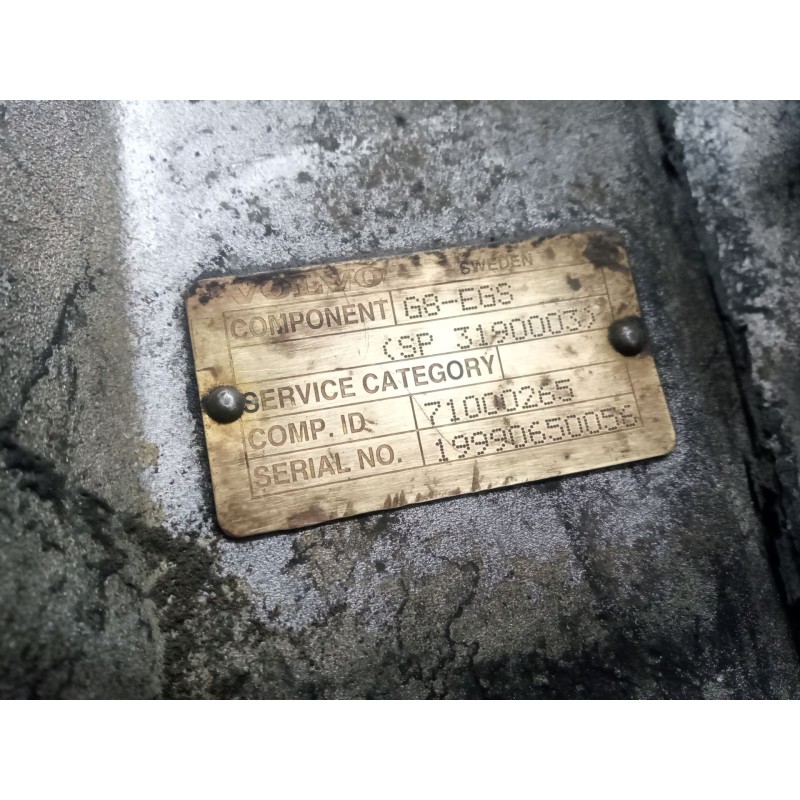 VOLVO SWEDEN
COMPONENT G8-EGS
(SP 3190003)
SERVICE CATEGORY
COMP. ID 71000265
SERIAL NO. 19990650056